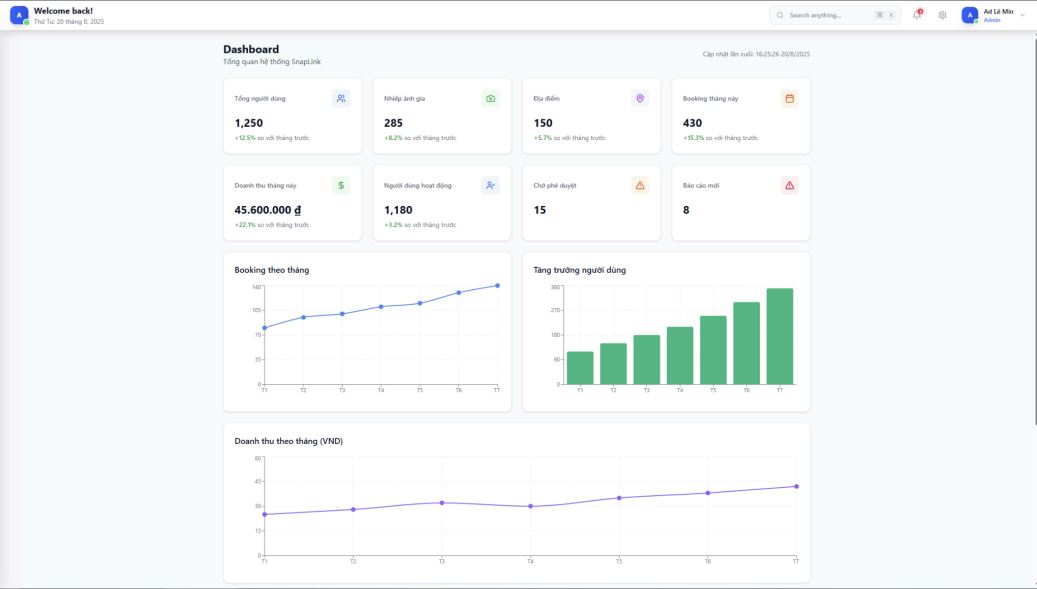 A
Welcome back!
Thứ Tư, 20 tháng 8, 2025
Search anything...
⌘ K
A
Ad Lê Min
Admin
Dashboard
Tổng quan hệ thống SnapLink
Cập nhật lần cuối: 16:25:26 20/8/2025
Tổng người dùng
1,250
+12.5% so với tháng trước
Nhiếp ảnh gia
285
+8.2% so với tháng trước
Địa điểm
150
+5.7% so với tháng trước
Booking tháng này
430
+15.3% so với tháng trước
Doanh thu tháng này
45.600.000 ₫
+22.1% so với tháng trước
Người dùng hoạt động
1,180
+3.2% so với tháng trước
Chờ phê duyệt
15
Báo cáo mới
8
Booking theo tháng
140
105
70
35
0
T1 T2 T3 T4 T5 T6 T7
Tăng trưởng người dùng
360
270
180
90
0
T1 T2 T3 T4 T5 T6 T7
Doanh thu theo tháng (VND)
60
45
30
15
0
T1 T2 T3 T4 T5 T6 T7